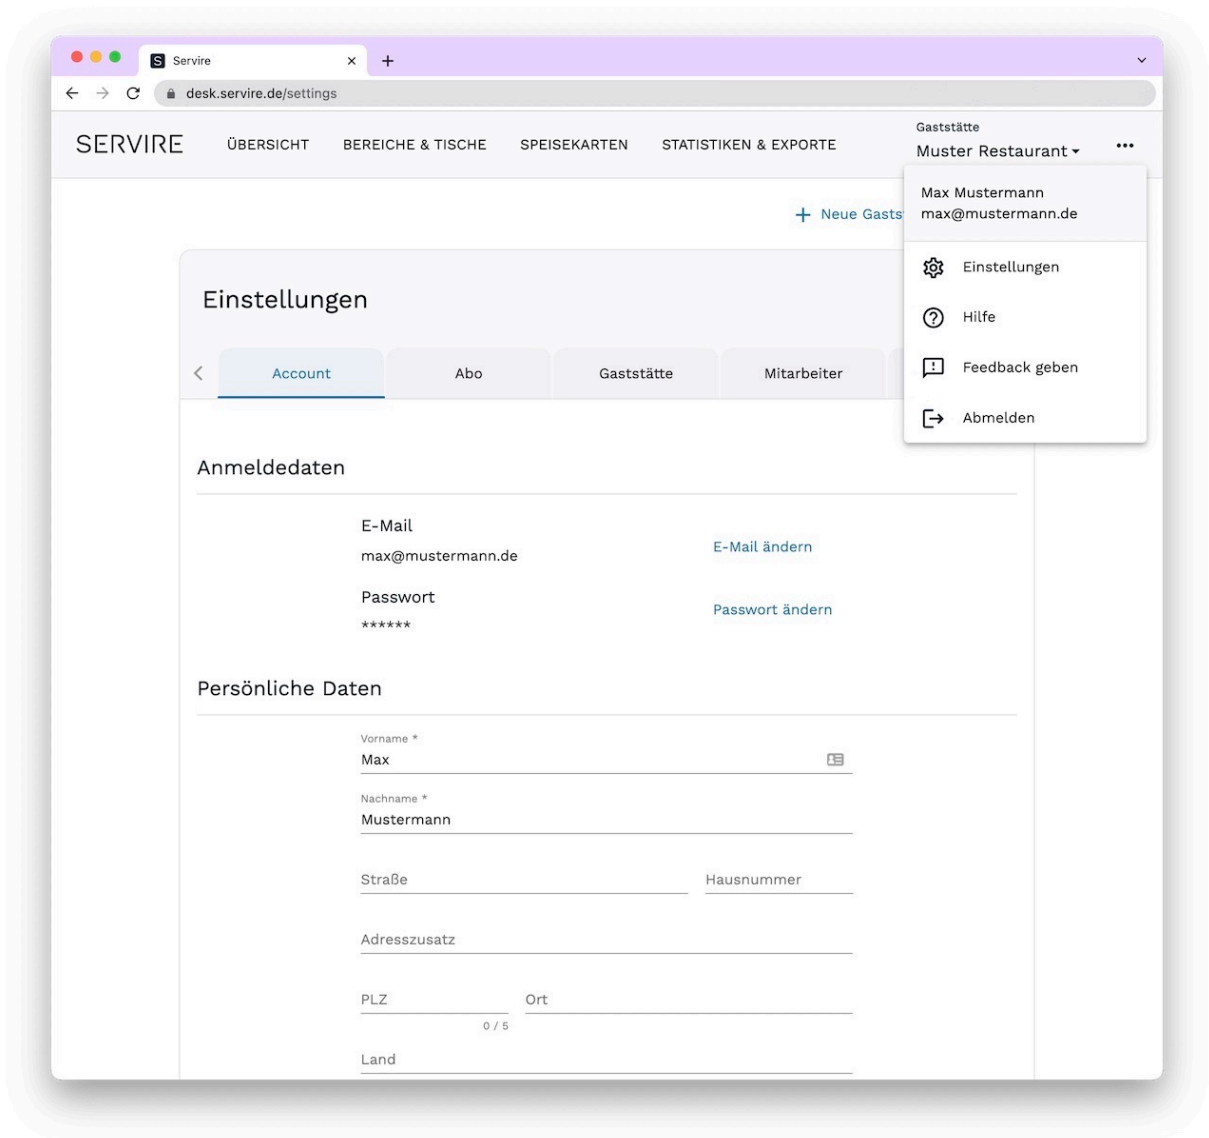 S Servire
desk.servire.de/settings
SERVIRE ÜBERSICHT BEREICHE & TISCHE SPEISEKARTEN STATISTIKEN & EXPORTE
Gaststätte
Muster Restaurant
Max Mustermann
max@mustermann.de
Einstellungen
Hilfe
Feedback geben
Abmelden
+ Neue Gasts
Einstellungen
Account Abo Gaststätte Mitarbeiter
Anmeldedaten
E-Mail
max@mustermann.de
E-Mail ändern
Passwort
******
Passwort ändern
Persönliche Daten
Vorname *
Max
Nachname *
Mustermann
Straße Hausnummer
Adresszusatz
PLZ Ort
0 / 5
Land